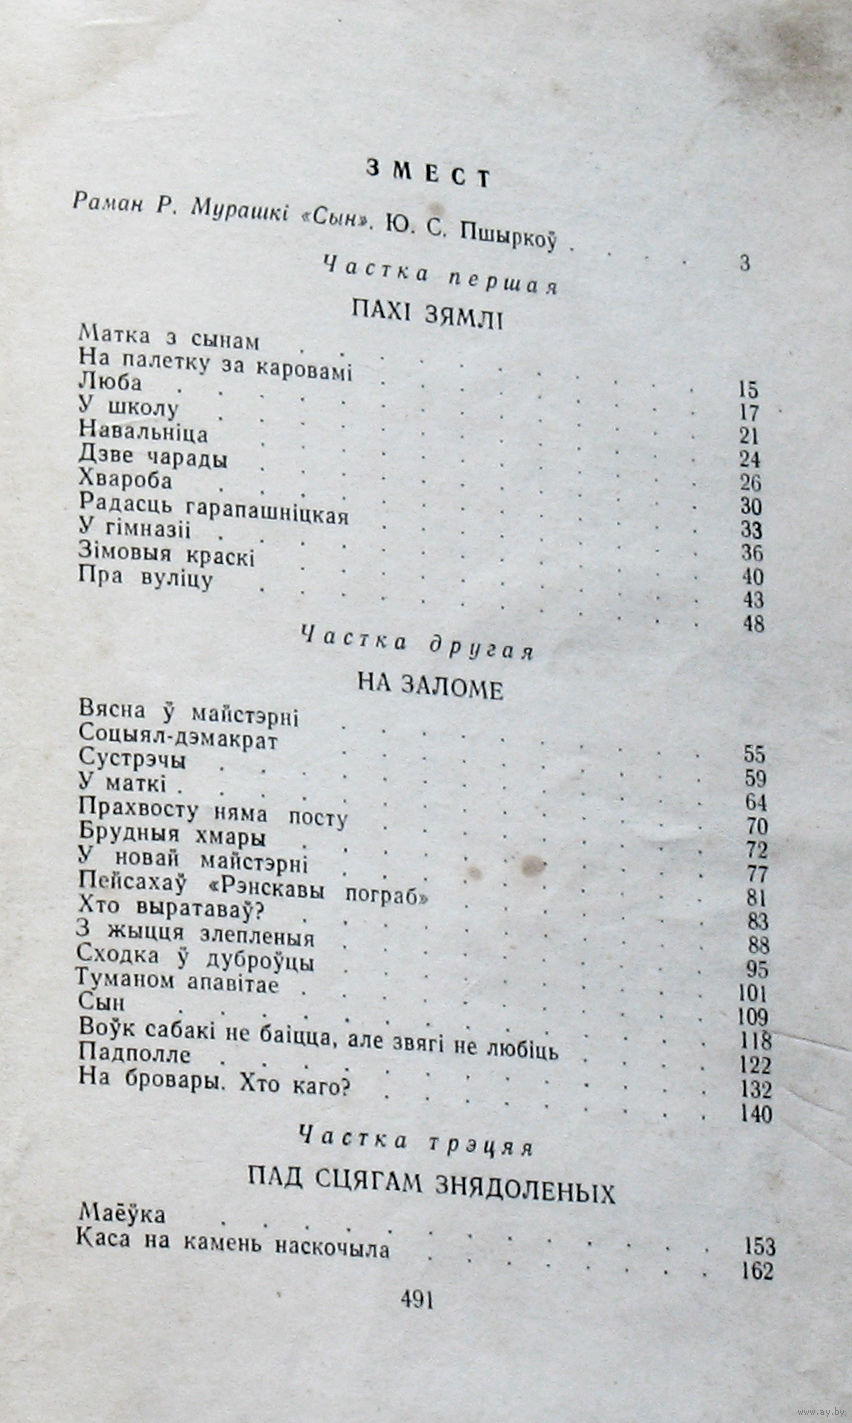 ЗМЕСТ
Раман Р. Мурашкі «Сын». Ю. С. Пшыркоў . . . . 3
Частка першая
ПАХІ ЗЯМЛІ
Матка з сынам . . . . . . . . . . 15
На палетку за каровамі . . . . . . . . 17
Люба . . . . . . . . . . . . . 21
У школу . . . . . . . . . . . . 24
Навальніца . . . . . . . . . . . 26
Дзве чарады . . . . . . . . . . . 30
Хвароба . . . . . . . . . . . . 33
Радасць гарапашніцкая . . . . . . . . 36
У гімназіі . . . . . . . . . . . . 40
Зімовыя краскі . . . . . . . . . . 43
Пра вуліцу . . . . . . . . . . . 48
Частка другая
НА ЗАЛОМЕ
Вясна ў майстэрні . . . . . . . . . 55
Соцыял-дэмакрат . . . . . . . . . 59
Сустрэчы . . . . . . . . . . . . 64
У маткі . . . . . . . . . . . . . 70
Прахвосту няма посту . . . . . . . . 72
Брудныя хмары . . . . . . . . . . 77
У новай майстэрні . . . . . . . . . 81
Пейсахаў «Рэнскавы пограб» . . . . . . 83
Хто выратаваў? . . . . . . . . . . 88
З жыцця злепленыя . . . . . . . . . 95
Сходка ў дуброўцы . . . . . . . . . 101
Туманом апавітае . . . . . . . . . . 109
Сын . . . . . . . . . . . . . 118
Воўк сабакі не баіцца, але звягі не любіць . . . . 122
Падполле . . . . . . . . . . . . 132
На бровары. Хто каго? . . . . . . . . 140
Частка трэцяя
ПАД СЦЯГАМ ЗНЯДОЛЕНЫХ
Маёўка . . . . . . . . . . . . 153
Каса на камень наскочыла . . . . . . . 162
491
www.ay.by